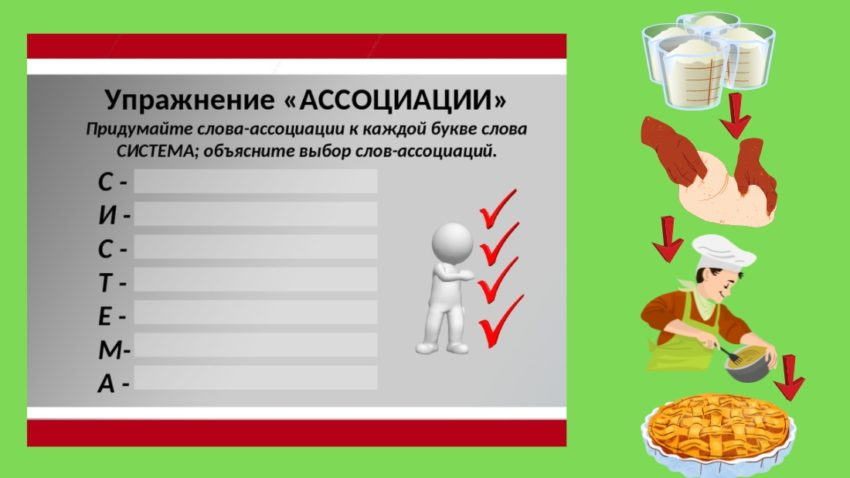 Упражнение «АССОЦИАЦИИ»
Придумайте слова-ассоциации к каждой букве слова
СИСТЕМА; объясните выбор слов-ассоциаций.
С -
И -
С -
Т -
Е -
М-
А -